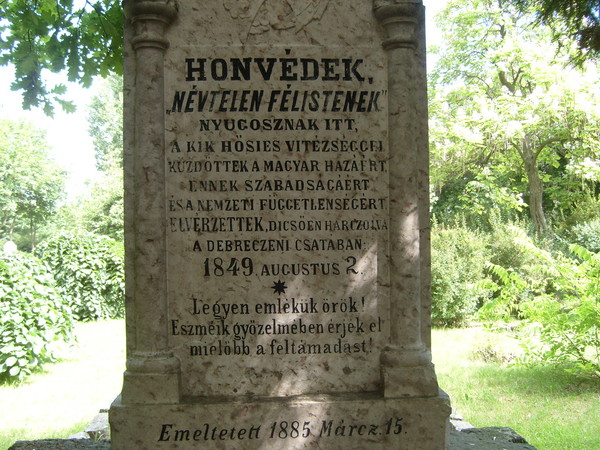 HONVÉDEK,
„NÉVTELEN FÉLISTENEK”
NYUGOSZNAK ITT,
A KIK HŐSIES VITÉZSÉGGEL
KÜZDÖTTEK A MAGYAR HAZÁÉRT,
ENNEK SZABADSÁGÁÉRT
ÉS A NEMZETI FÜGGETLENSÉGÉRT
ELVÉRZETTEK, DICSŐEN HARCZOLVA
A DEBRECZENI CSATÁBAN
1849. AUGUSTUS 2.
Legyen emlékük örök!
Eszméik győzelmében érjék el
mielőbb a feltámadást!
Emeltetett 1885 Márcz. 15.